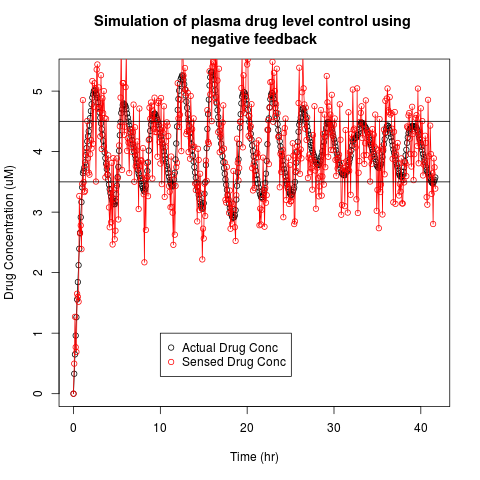 Simulation of plasma drug level control using
negative feedback
Drug Concentration (uM)
5
4
3
2
1
0
Actual Drug Conc
Sensed Drug Conc
0 10 20 30 40
Time (hr)